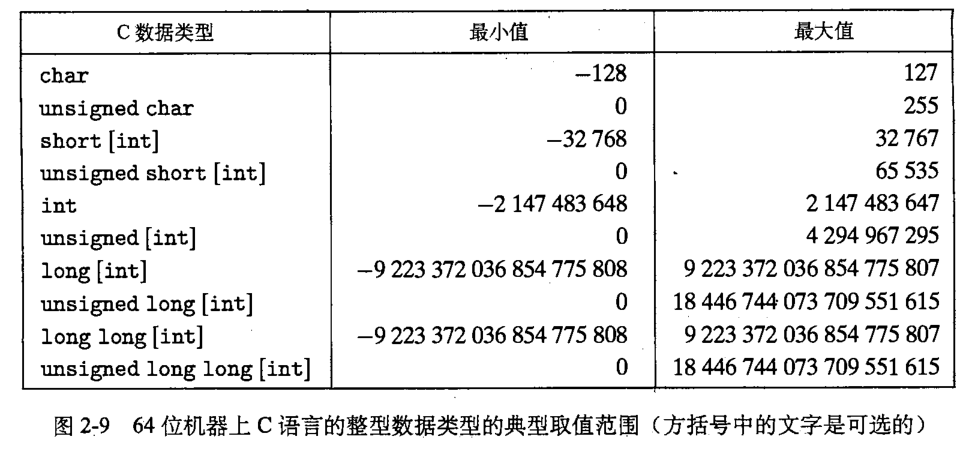 C 数据类型 最小值 最大值
char −128 127
unsigned char 0 255
short [int] −32 768 32 767
unsigned short [int] 0 65 535
int −2 147 483 648 2 147 483 647
unsigned [int] 0 4 294 967 295
long [int] −9 223 372 036 854 775 808 9 223 372 036 854 775 807
unsigned long [int] 0 18 446 744 073 709 551 615
long long [int] −9 223 372 036 854 775 808 9 223 372 036 854 775 807
unsigned long long [int] 0 18 446 744 073 709 551 615
图 2-9 64 位机器上 C 语言的整型数据类型的典型取值范围（方括号中的文字是可选的）